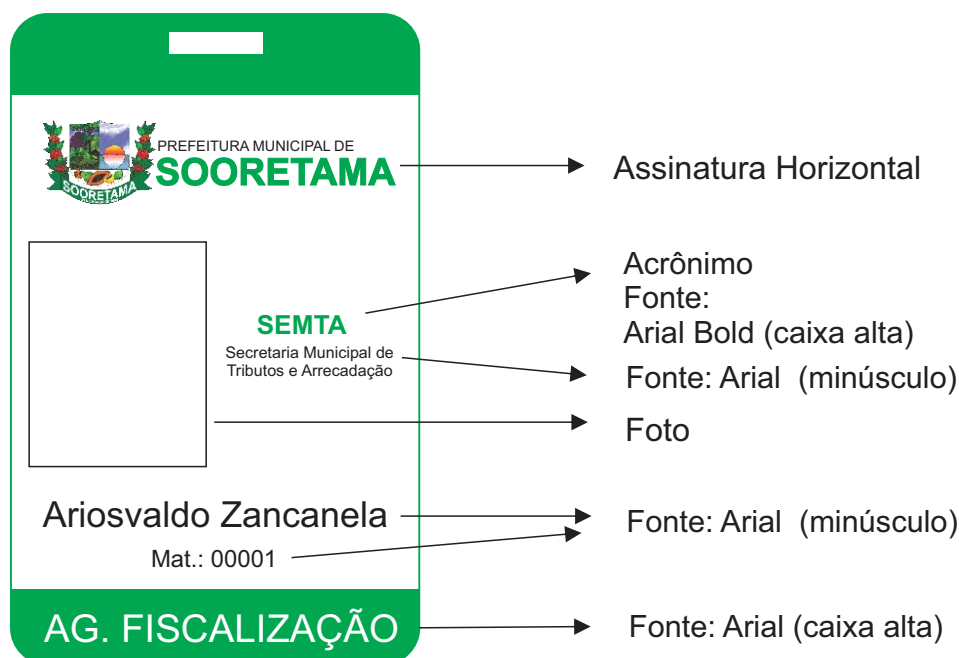 PREFEITURA MUNICIPAL DE
SOORETAMA
SOORETAMA
Assinatura Horizontal
SEMTA
Secretaria Municipal de
Tributos e Arrecadação
Acrônimo
Fonte:
Arial Bold (caixa alta)
Fonte: Arial (minúsculo)
Foto
Ariosvaldo Zancanela
Mat.: 00001
Fonte: Arial (minúsculo)
AG. FISCALIZAÇÃO
Fonte: Arial (caixa alta)